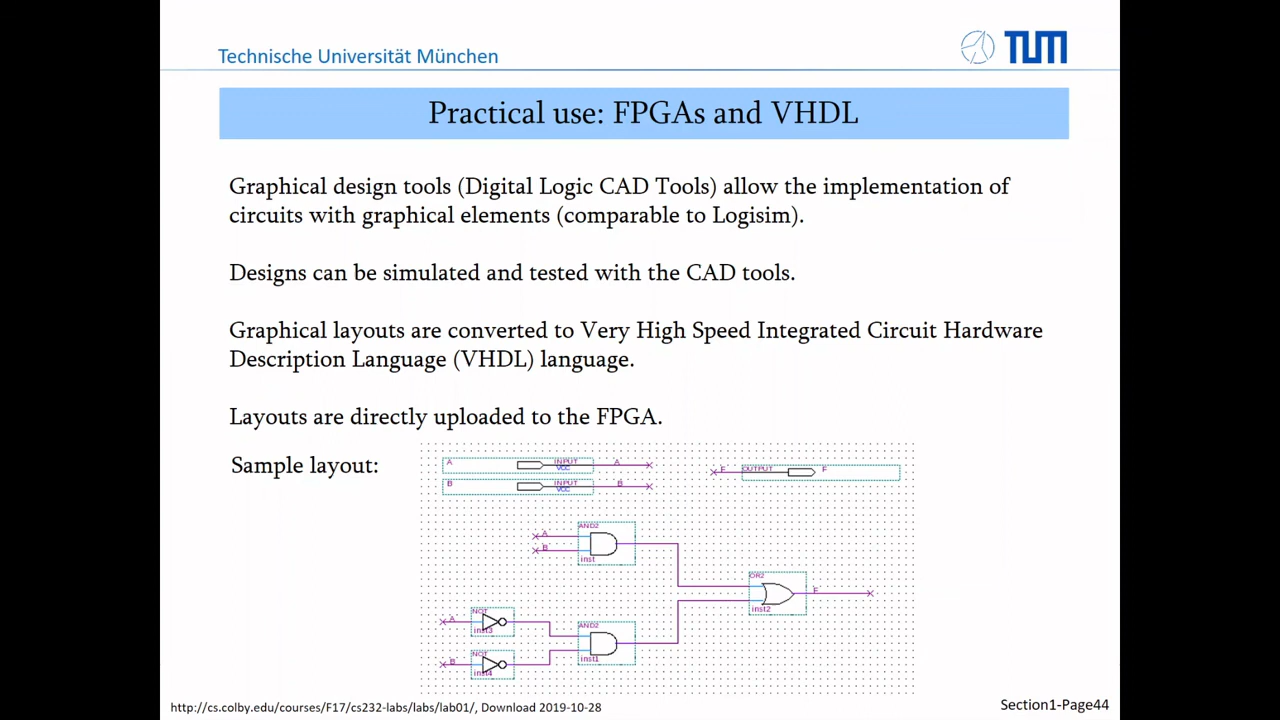 Technische Universität München
TUM
Practical use: FPGAs and VHDL
Graphical design tools (Digital Logic CAD Tools) allow the implementation of
circuits with graphical elements (comparable to Logisim).
Designs can be simulated and tested with the CAD tools.
Graphical layouts are converted to Very High Speed Integrated Circuit Hardware
Description Language (VHDL) language.
Layouts are directly uploaded to the FPGA.
Sample layout:
A INPUT VCC A
B INPUT VCC B
F OUTPUT F
AND2
A
B
inst
OR2
F
inst2
NOT
A
inst3
AND2
inst1
NOT
B
inst4
http://cs.colby.edu/courses/F17/cs232-labs/labs/lab01/, Download 2019-10-28
Section1-Page44